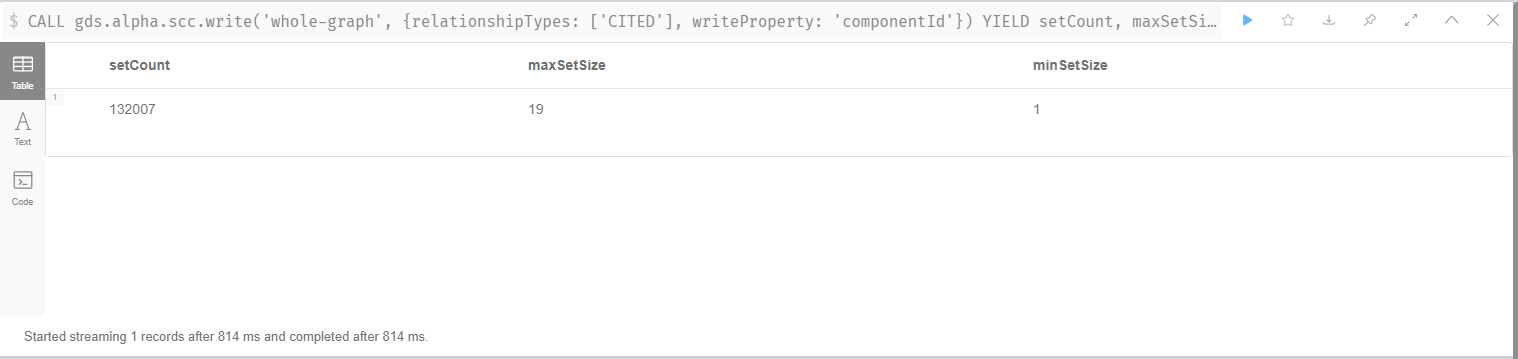 $ CALL gds.alpha.scc.write('whole-graph', {relationshipTypes: ['CITED'], writeProperty: 'componentId'}) YIELD setCount, maxSetSi…
Table
setCount maxSetSize minSetSize
1
132007 19 1
Text
Code
Started streaming 1 records after 814 ms and completed after 814 ms.